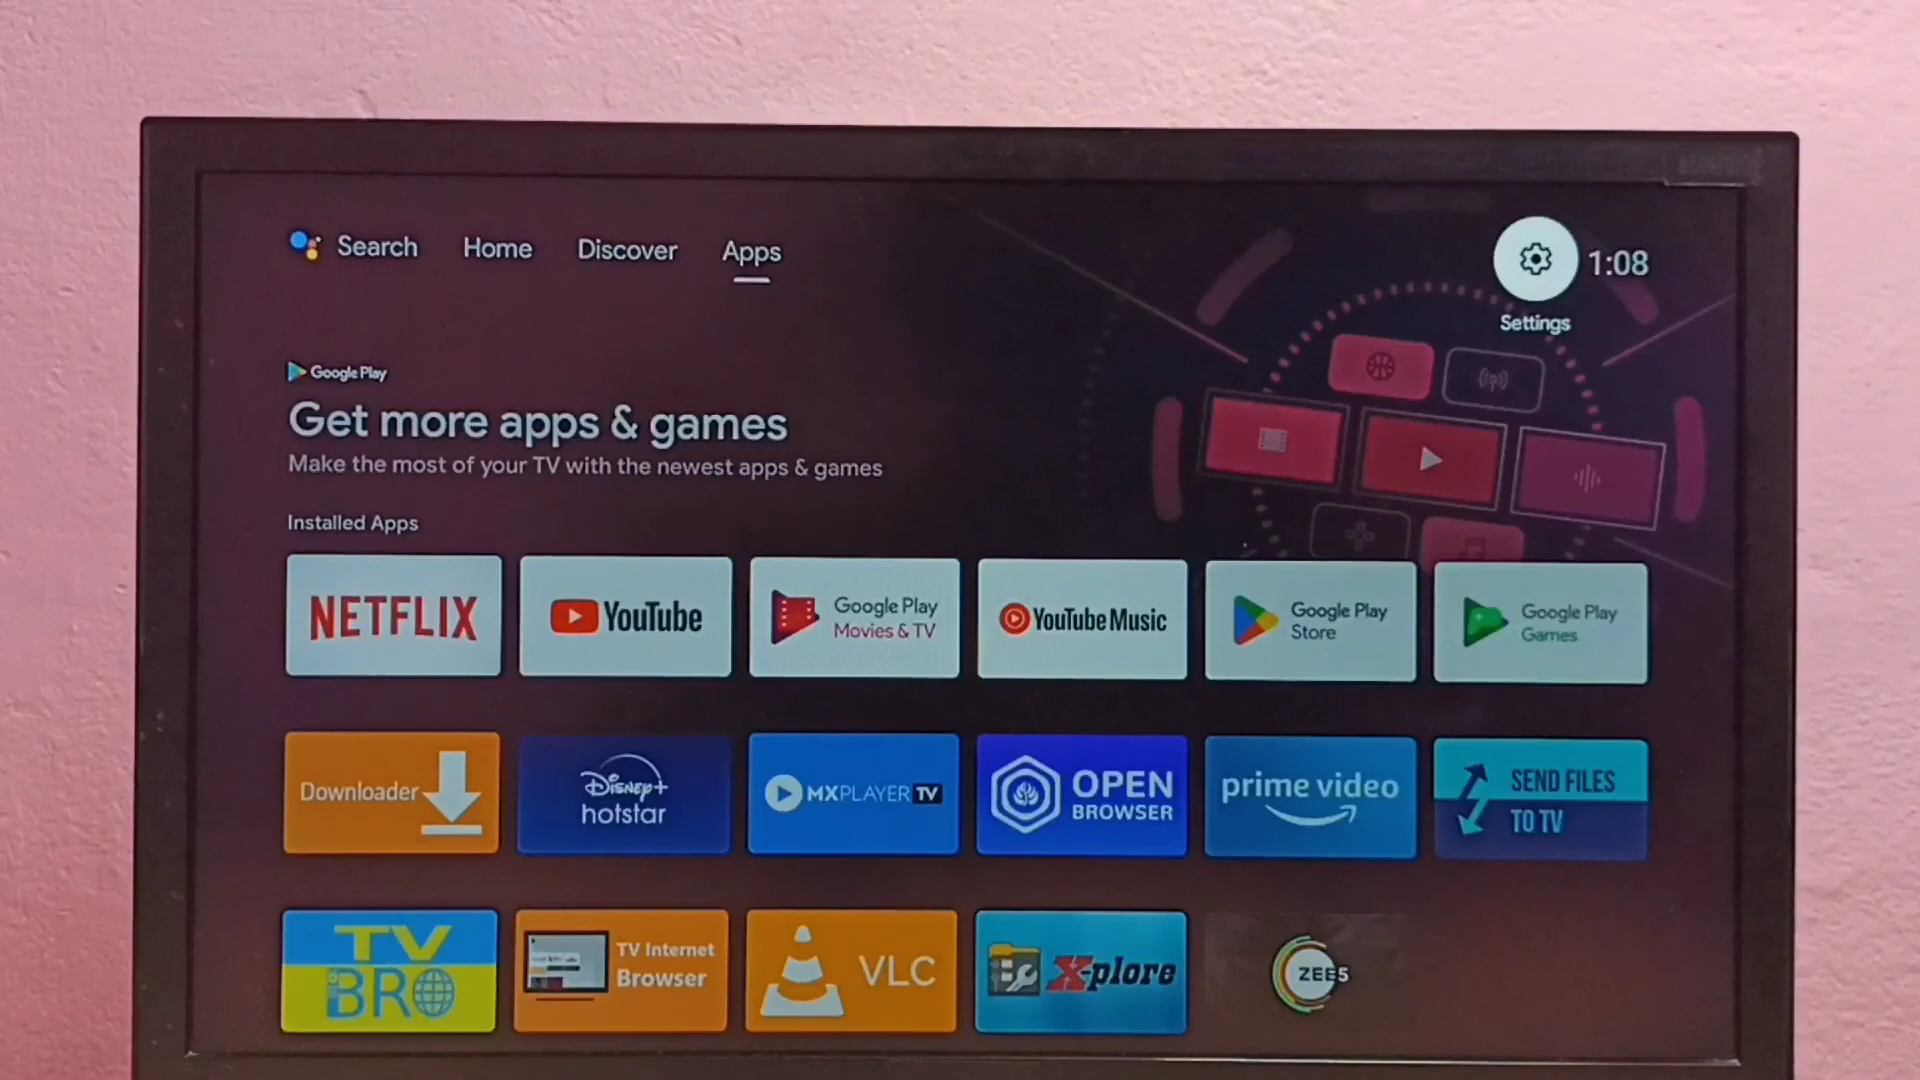 Search Home Discover Apps
1:08
Settings
Google Play
Get more apps & games
Make the most of your TV with the newest apps & games
Installed Apps
NETFLIX
YouTube
Google Play
Movies & TV
YouTube Music
Google Play
Store
Google Play
Games
Downloader
Disney+
hotstar
MXPLAYER TV
OPEN
BROWSER
prime video
SEND FILES
TO TV
TV
BRO
TV Internet
Browser
VLC
X-plore
ZEE5